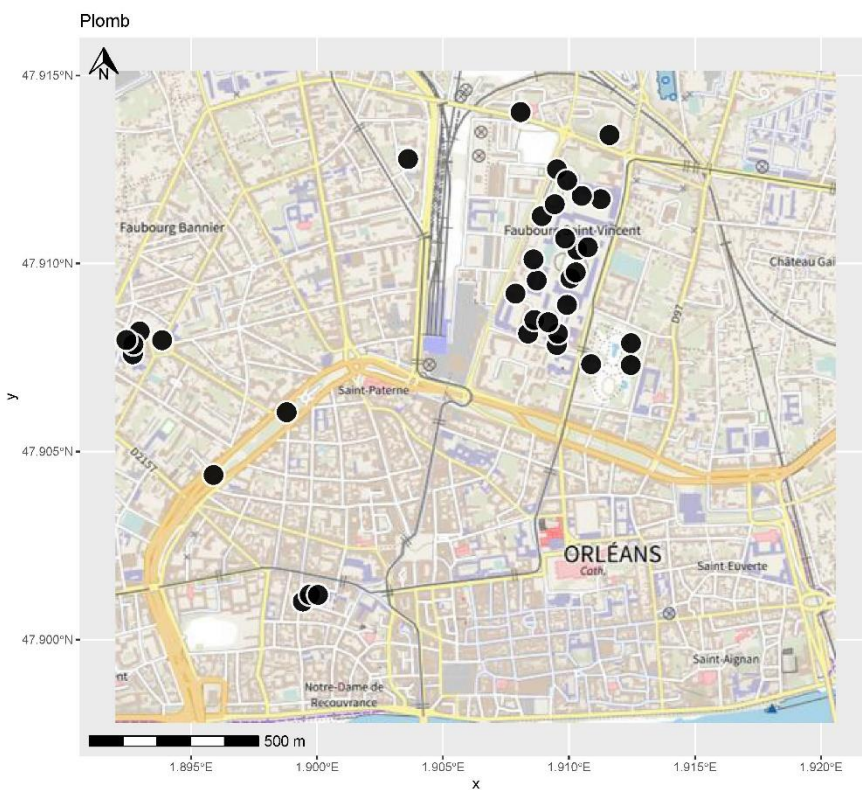 Plomb
N
47.915°N
Faubourg Bannier
Faubourg Saint-Vincent
47.910°N
Château Gai
D97
Saint-Paterne
y
47.905°N
D2157
ORLÉANS
Cath.
Saint-Euverte
47.900°N
Saint-Aignan
nt
Notre-Dame de
Recouvrance
500 m
1.895°E
1.900°E
1.905°E
1.910°E
1.915°E
1.920°E
x